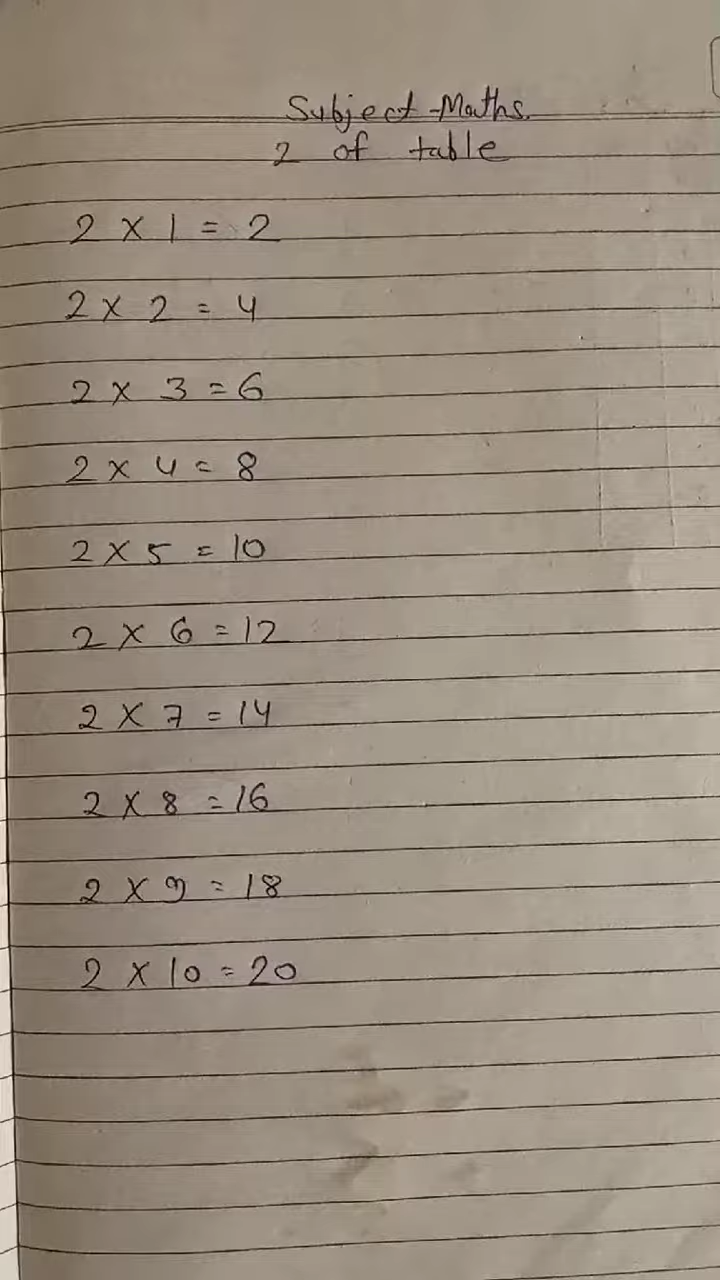 Subject-Maths.
2 of table
2 x 1 = 2
2 x 2 = 4
2 x 3 = 6
2 x 4 = 8
2 x 5 = 10
2 x 6 = 12
2 x 7 = 14
2 x 8 = 16
2 x 9 = 18
2 x 10 = 20